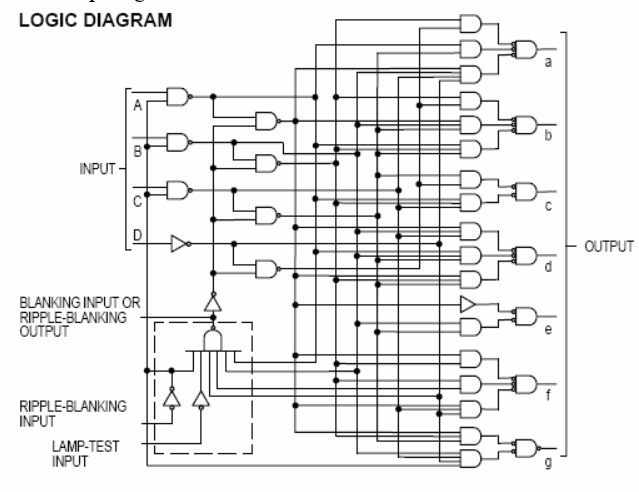 LOGIC DIAGRAM
a
A
b
B
INPUT
C
c
D
d
OUTPUT
BLANKING INPUT OR
RIPPLE-BLANKING
OUTPUT
e
RIPPLE-BLANKING
INPUT
f
LAMP-TEST
INPUT
g